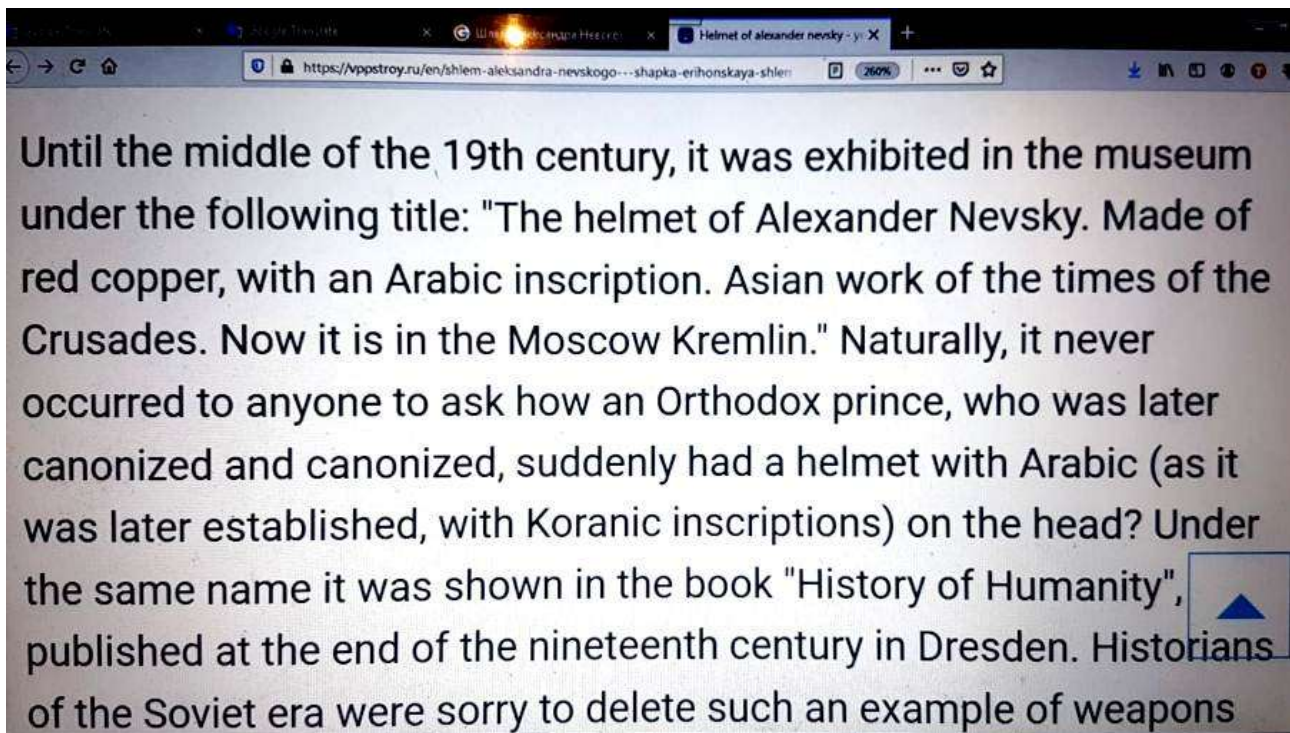 Helmet of alexander nevsky - y
https://vppstroy.ru/en/shlem-aleksandra-nevskogo---shapka-erihonskaya-shlem
260%
Until the middle of the 19th century, it was exhibited in the museum
under the following title: "The helmet of Alexander Nevsky. Made of
red copper, with an Arabic inscription. Asian work of the times of the
Crusades. Now it is in the Moscow Kremlin." Naturally, it never
occurred to anyone to ask how an Orthodox prince, who was later
canonized and canonized, suddenly had a helmet with Arabic (as it
was later established, with Koranic inscriptions) on the head? Under
the same name it was shown in the book "History of Humanity",
published at the end of the nineteenth century in Dresden. Historians
of the Soviet era were sorry to delete such an example of weapons